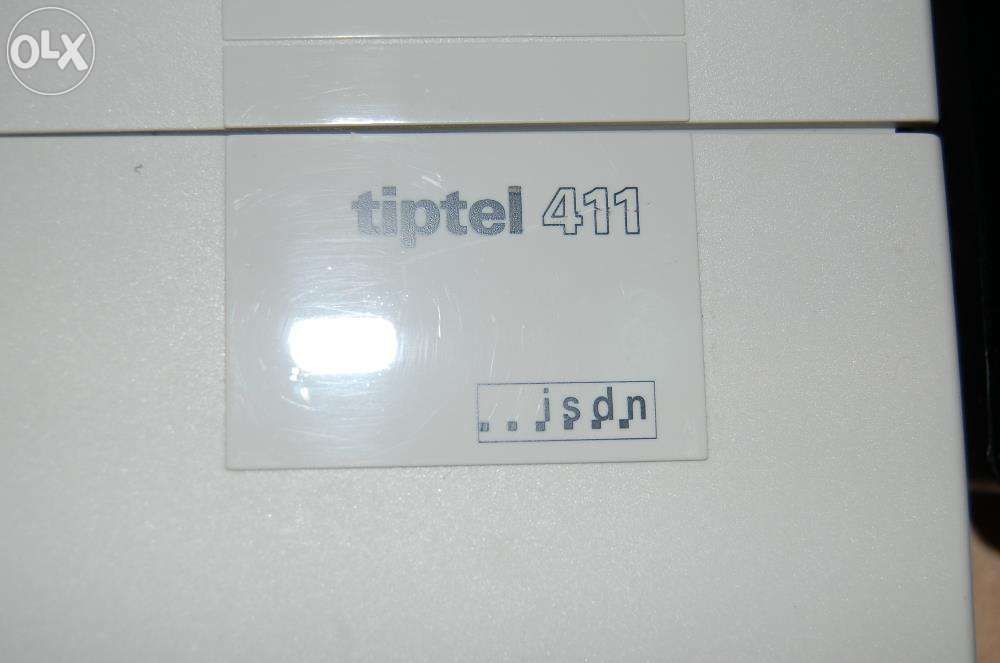 OLX
tiptel 411
isdn